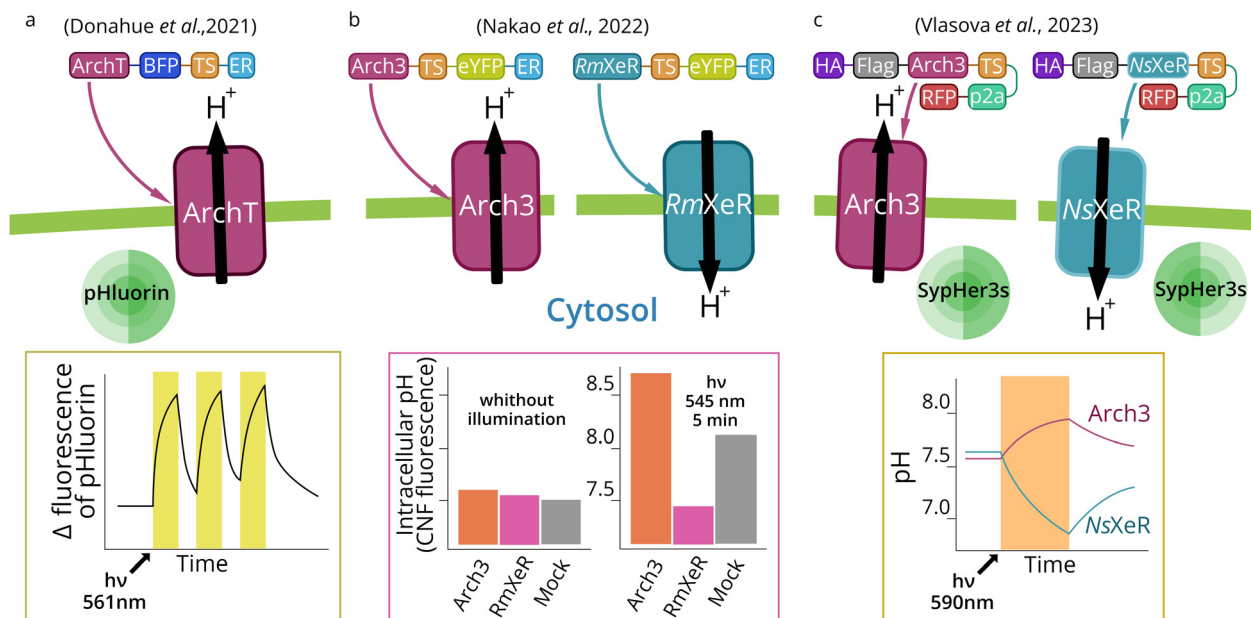 a
(Donahue et al.,2021)
ArchT BFP TS ER
H+
ArchT
pHluorin
Δ fluorescence
of pHluorin
Time
hν
561nm
b
(Nakao et al., 2022)
Arch3 TS eYFP ER
RmXeR TS eYFP ER
H+
Arch3
RmXeR
H+
Cytosol
Intracellular pH
(CNF fluorescence)
whithout
illumination
8.5
8.0
7.5
hν
545 nm
5 min
Arch3
RmXeR
Mock
Arch3
RmXeR
Mock
c
(Vlasova et al., 2023)
HA Flag Arch3 TS
RFP p2a
HA Flag NsXeR TS
RFP p2a
H+
Arch3
SypHer3s
NsXeR
H+
SypHer3s
pH
8.0
7.5
7.0
Arch3
NsXeR
Time
hν
590nm